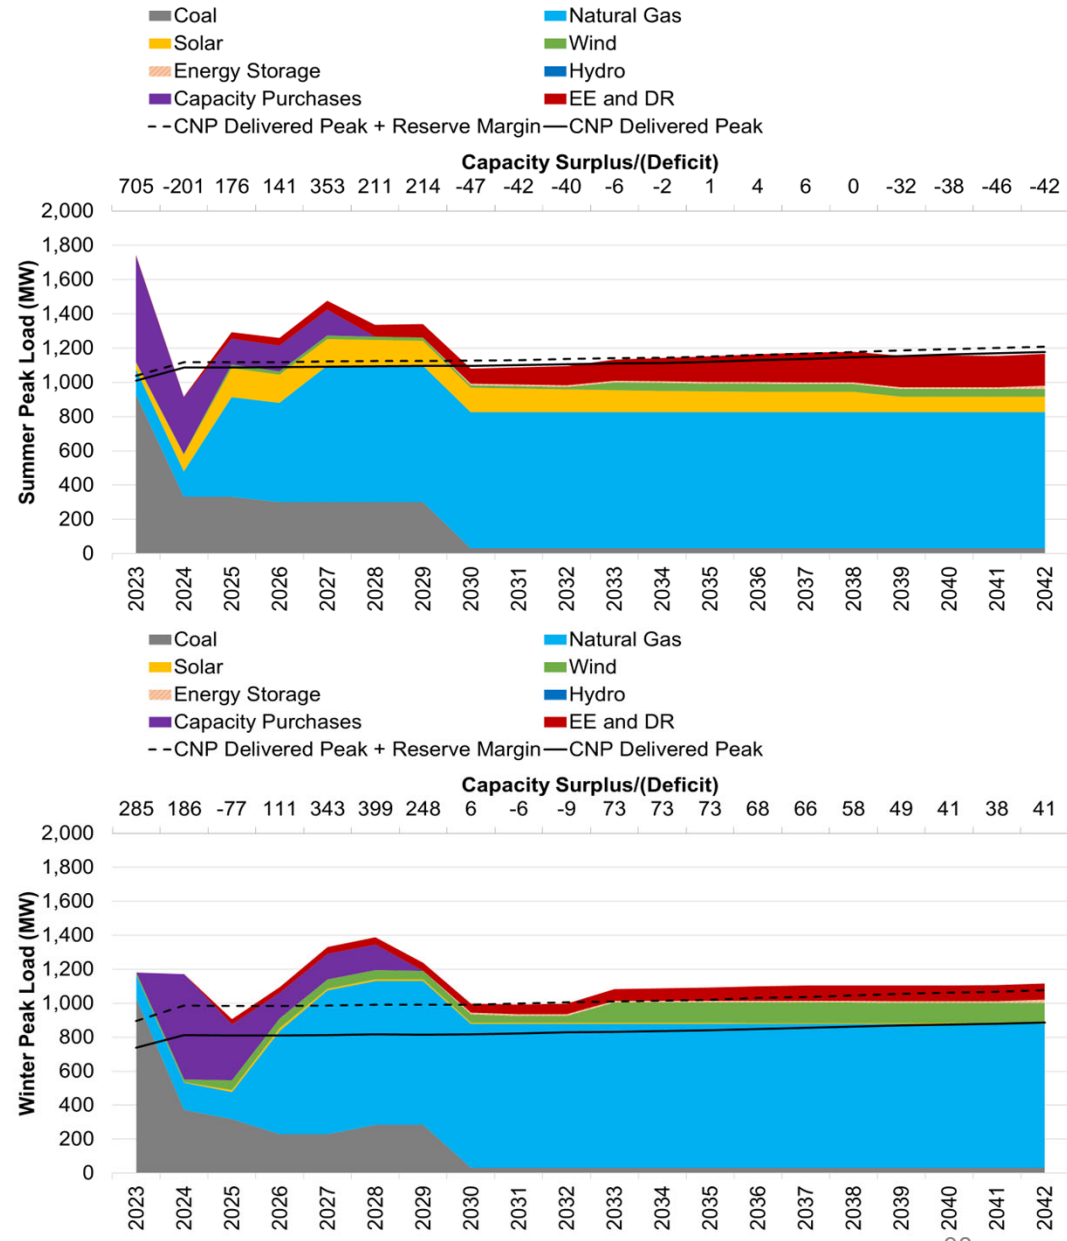 Coal Natural Gas
Solar Wind
Energy Storage Hydro
Capacity Purchases EE and DR
CNP Delivered Peak + Reserve Margin CNP Delivered Peak
Capacity Surplus/(Deficit)
705 -201 176 141 353 211 214 -47 -42 -40 -6 -2 1 4 6 0 -32 -38 -46 -42
Summer Peak Load (MW)
2,000
1,800
1,600
1,400
1,200
1,000
800
600
400
200
0
2023 2024 2025 2026 2027 2028 2029 2030 2031 2032 2033 2034 2035 2036 2037 2038 2039 2040 2041 2042
Coal Natural Gas
Solar Wind
Energy Storage Hydro
Capacity Purchases EE and DR
CNP Delivered Peak + Reserve Margin CNP Delivered Peak
Capacity Surplus/(Deficit)
285 186 -77 111 343 399 248 6 -6 -9 73 73 73 68 66 58 49 41 38 41
Winter Peak Load (MW)
2,000
1,800
1,600
1,400
1,200
1,000
800
600
400
200
0
2023 2024 2025 2026 2027 2028 2029 2030 2031 2032 2033 2034 2035 2036 2037 2038 2039 2040 2041 2042